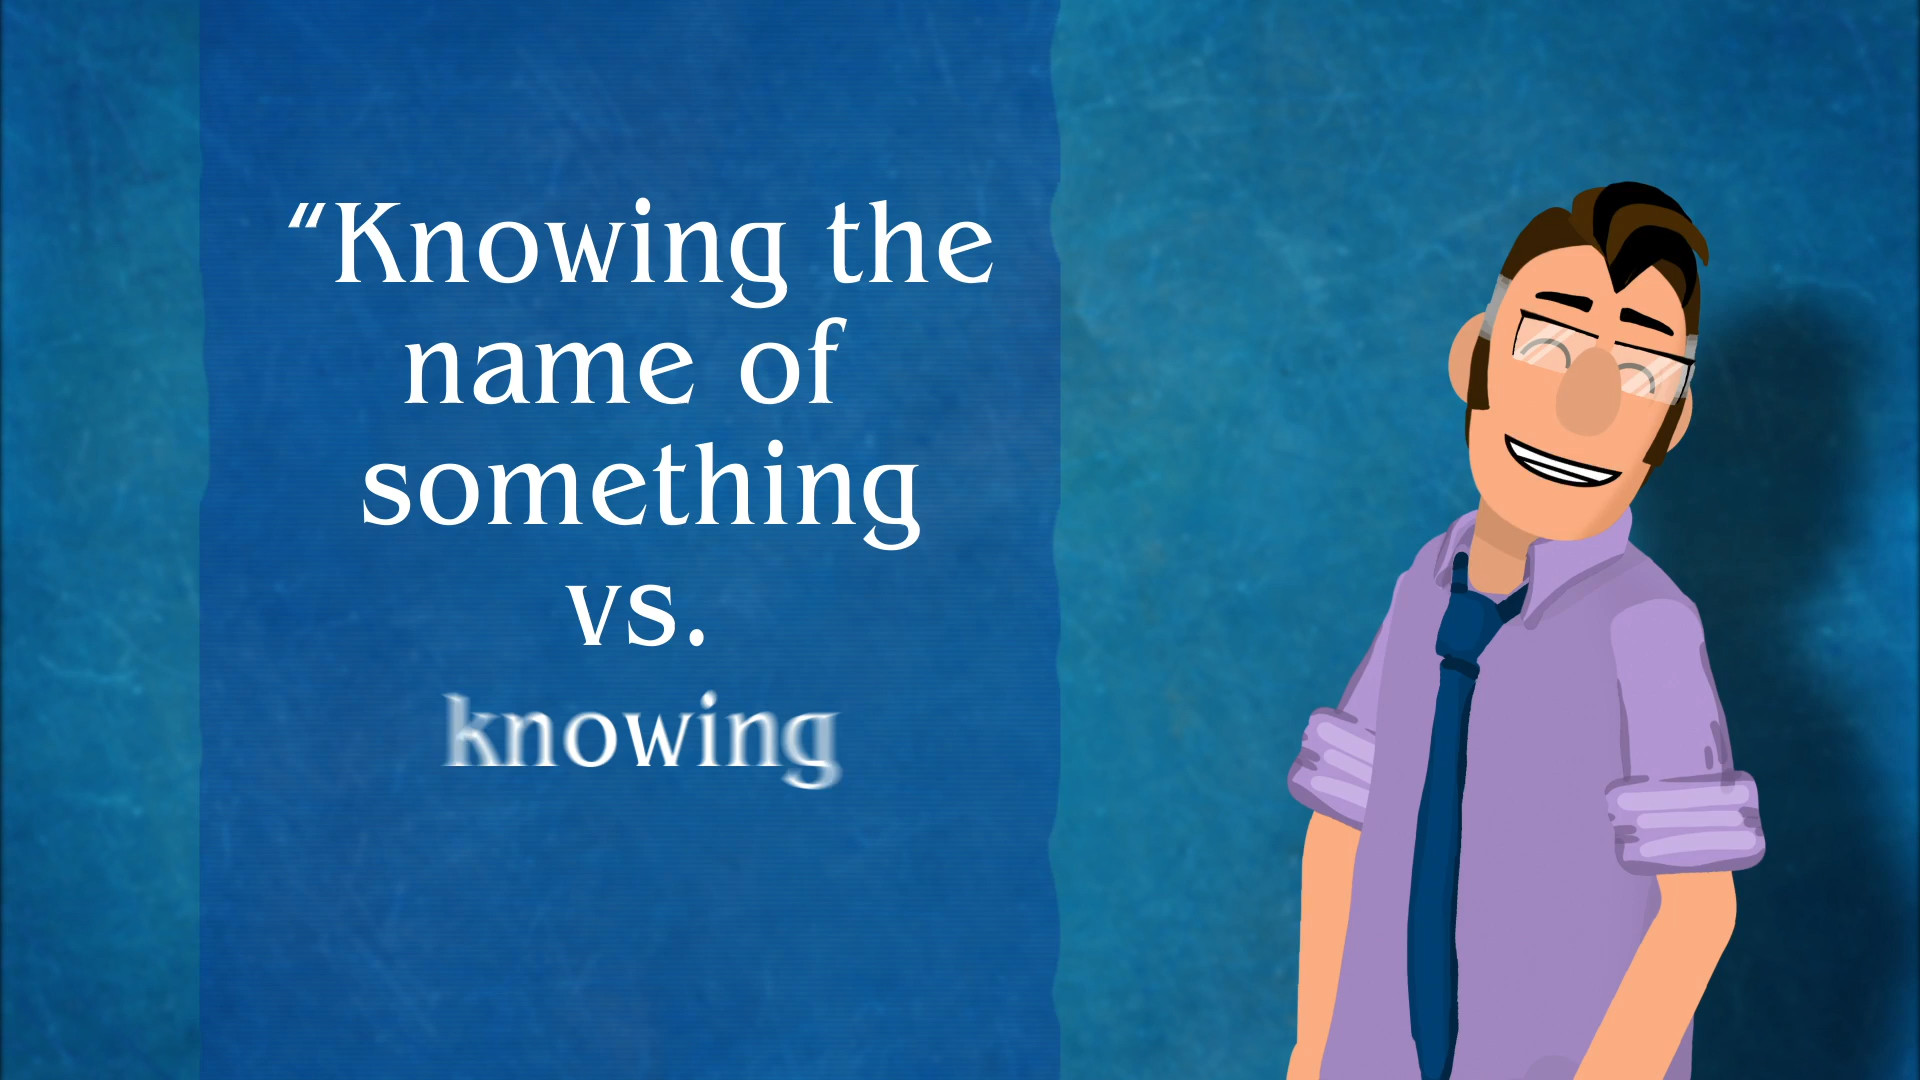 “Knowing the
name of
something
vs.
knowing